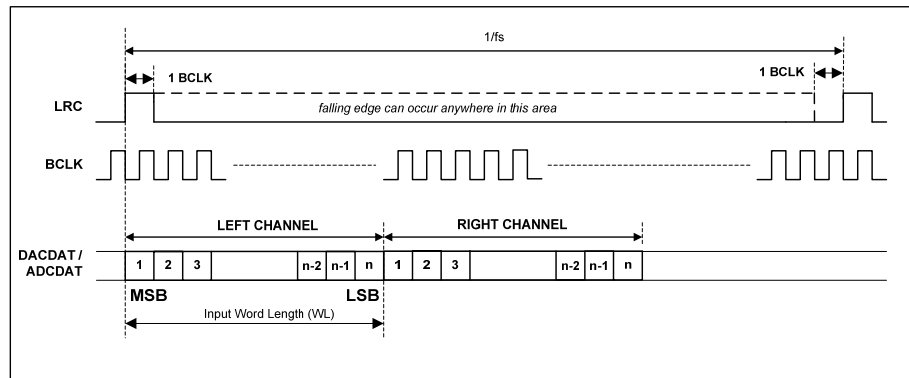 1/fs
1 BCLK
1 BCLK
LRC
falling edge can occur anywhere in this area
BCLK
LEFT CHANNEL
RIGHT CHANNEL
DACDAT /
ADCDAT
1 2 3 n-2 n-1 n 1 2 3 n-2 n-1 n
MSB LSB
Input Word Length (WL)